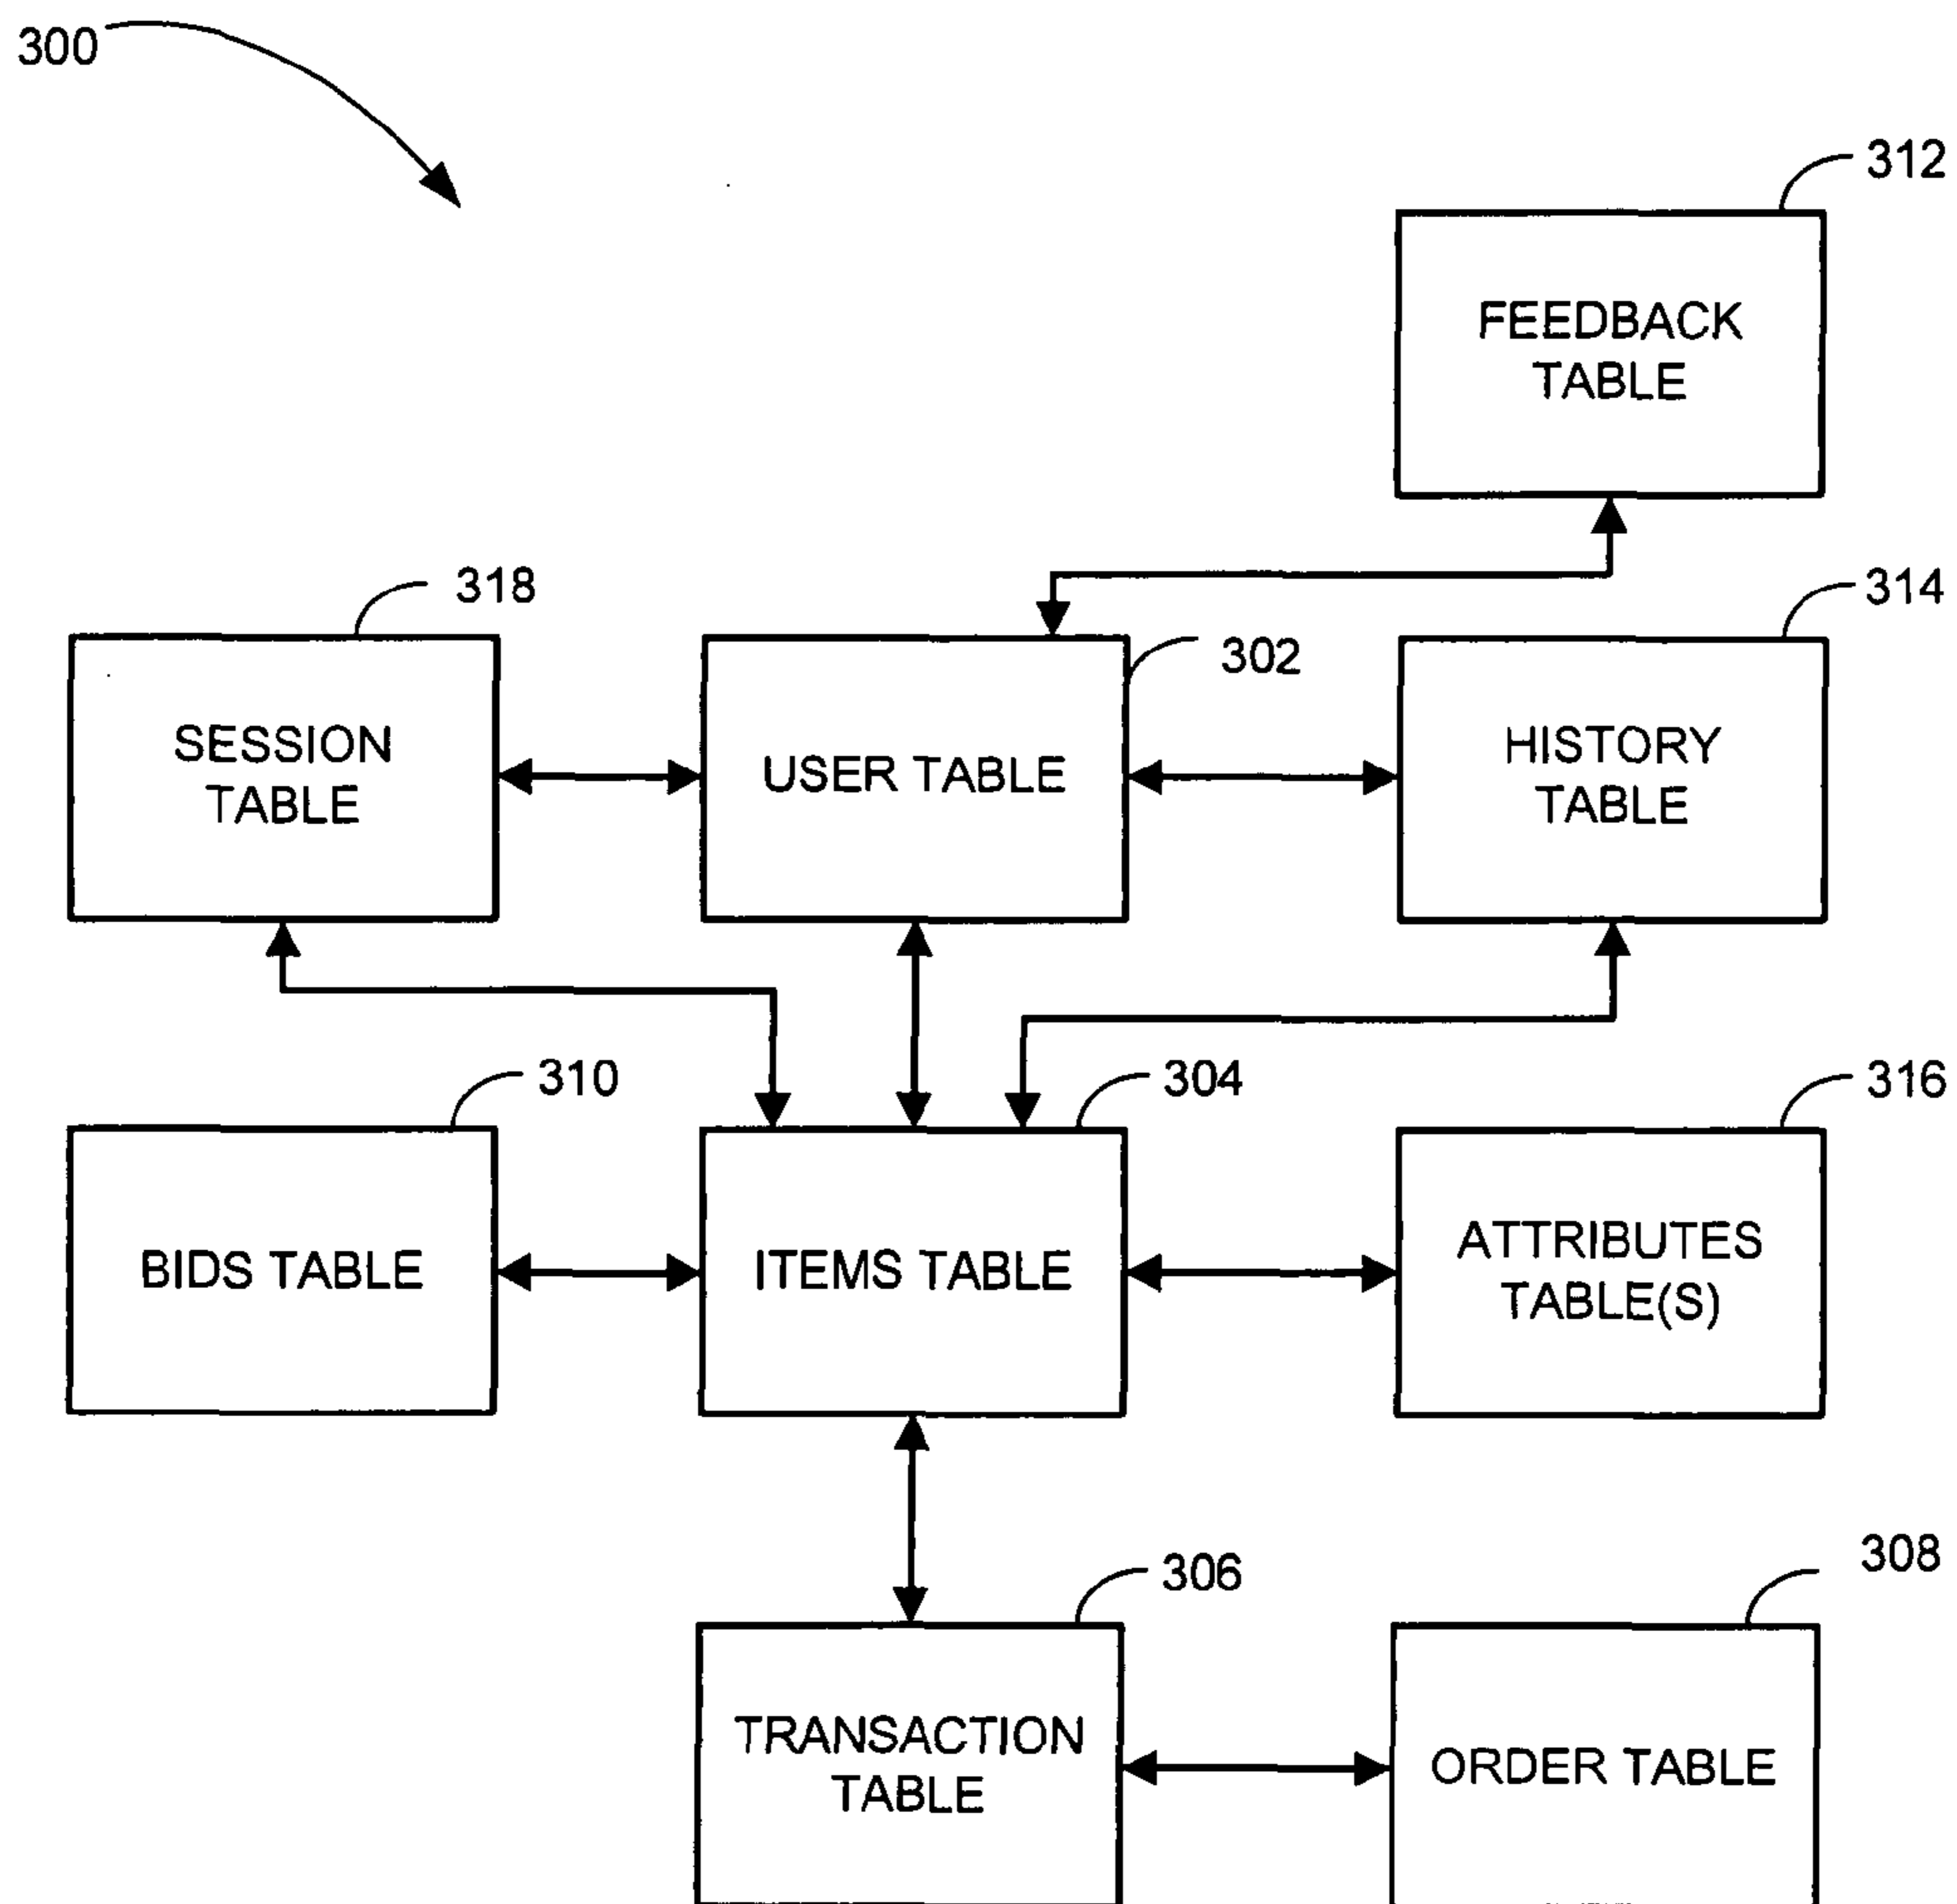 300
312
FEEDBACK
TABLE
318
302
314
SESSION
TABLE
USER TABLE
HISTORY
TABLE
310
304
316
BIDS TABLE
ITEMS TABLE
ATTRIBUTES
TABLE(S)
306
308
TRANSACTION
TABLE
ORDER TABLE